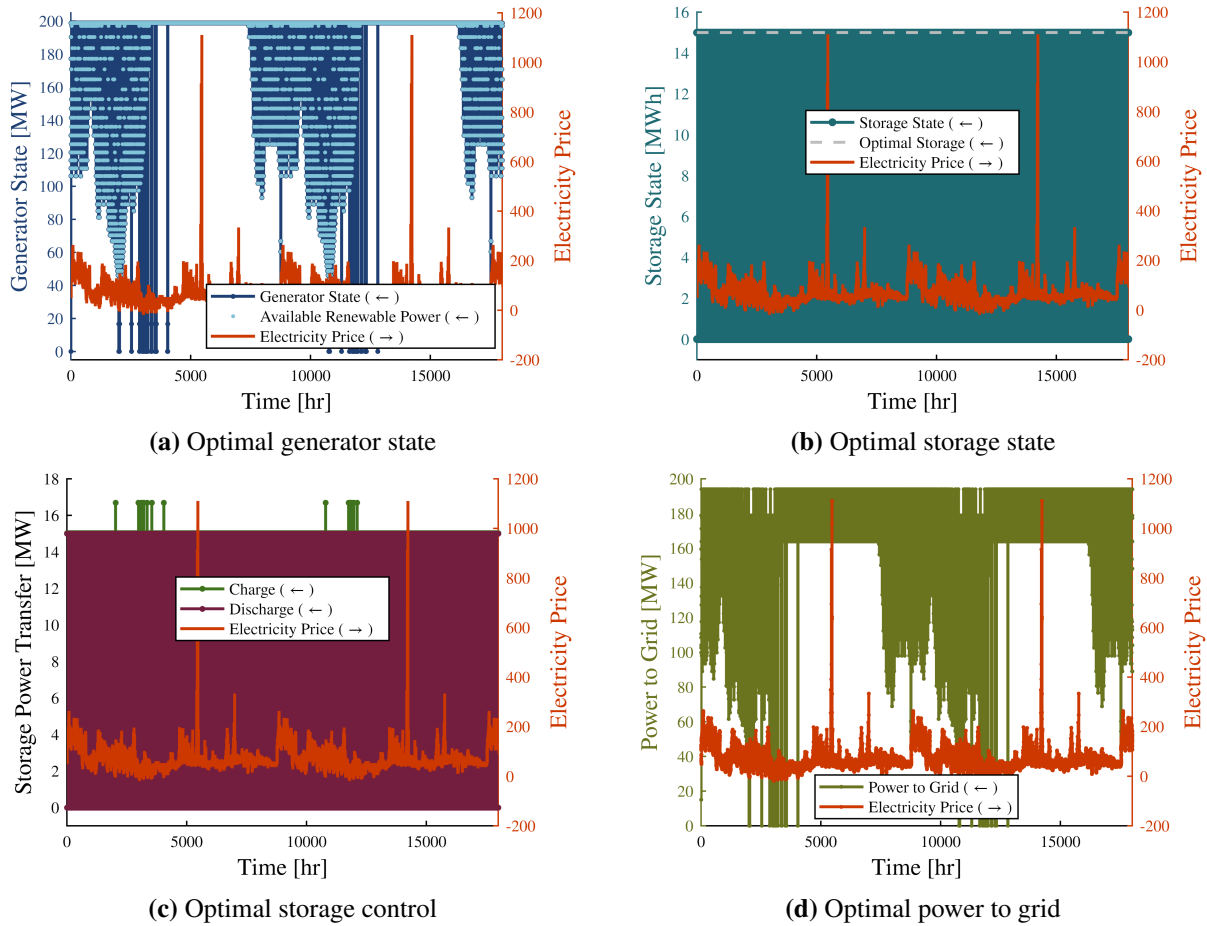 200
180
160
140
120
100
80
60
40
20
0
Generator State [MW]
1200
1000
800
600
400
200
0
-200
Electricity Price
Generator State ( ← )
Available Renewable Power ( ← )
Electricity Price ( → )
0 5000 10000 15000
Time [hr]
(a) Optimal generator state
16
14
12
10
8
6
4
2
0
Storage State [MWh]
1200
1000
800
600
400
200
0
-200
Electricity Price
Storage State ( ← )
Optimal Storage ( ← )
Electricity Price ( → )
0 5000 10000 15000
Time [hr]
(b) Optimal storage state
18
16
14
12
10
8
6
4
2
0
Storage Power Transfer [MW]
1200
1000
800
600
400
200
0
-200
Electricity Price
Charge ( ← )
Discharge ( ← )
Electricity Price ( → )
0 5000 10000 15000
Time [hr]
(c) Optimal storage control
200
180
160
140
120
100
80
60
40
20
0
Power to Grid [MW]
1200
1000
800
600
400
200
0
-200
Electricity Price
Power to Grid ( ← )
Electricity Price ( → )
0 5000 10000 15000
Time [hr]
(d) Optimal power to grid